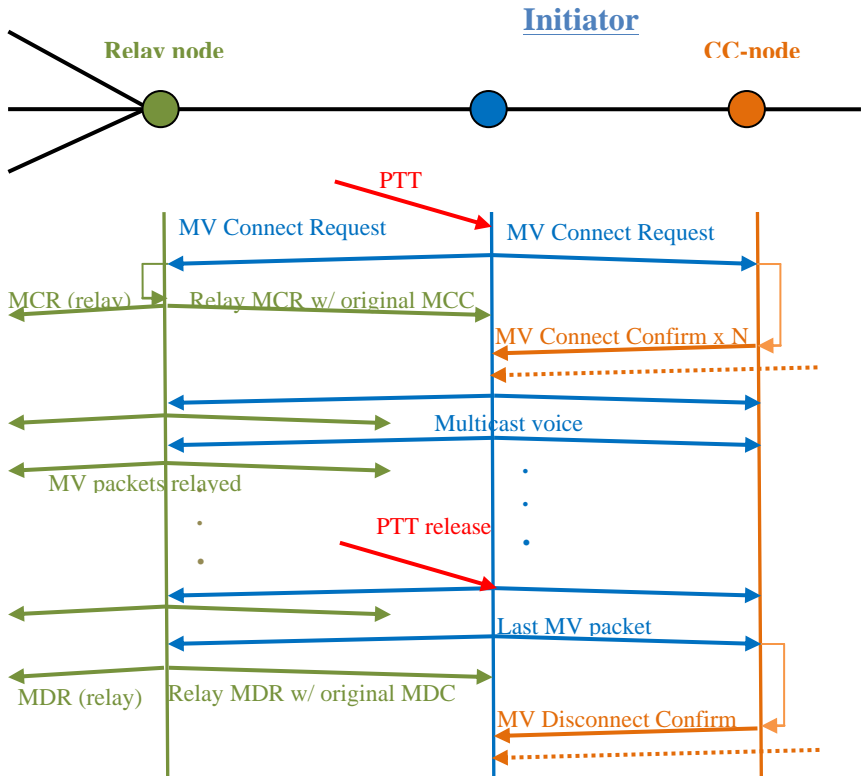 Initiator
Relay node
CC-node
PTT
MV Connect Request
MV Connect Request
MCR (relay)
Relay MCR w/ original MCC
MV Connect Confirm x N
Multicast voice
MV packets relayed
PTT release
Last MV packet
MDR (relay)
Relay MDR w/ original MDC
MV Disconnect Confirm